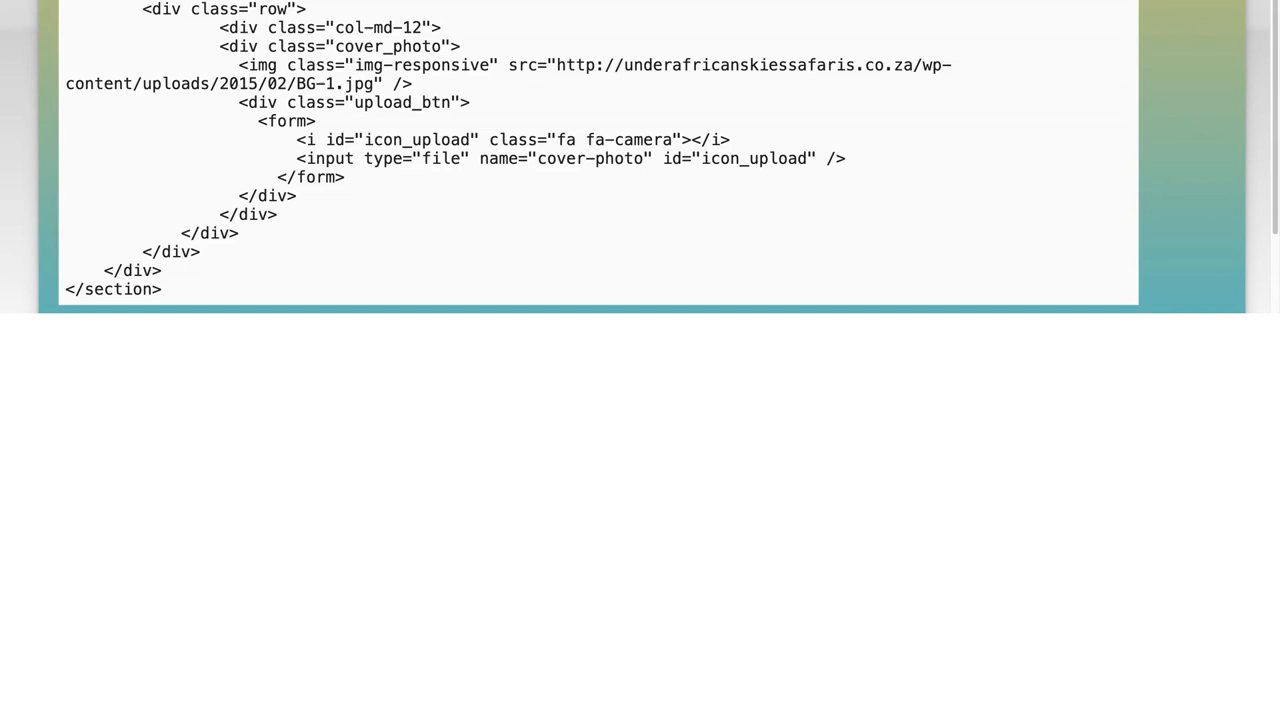 <div class="row">
<div class="col-md-12">
<div class="cover_photo">
<img class="img-responsive" src="http://underafricanskiessafaris.co.za/wp-
content/uploads/2015/02/BG-1.jpg" />
<div class="upload_btn">
<form>
<i id="icon_upload" class="fa fa-camera"></i>
<input type="file" name="cover-photo" id="icon_upload" />
</form>
</div>
</div>
</div>
</div>
</div>
</section>